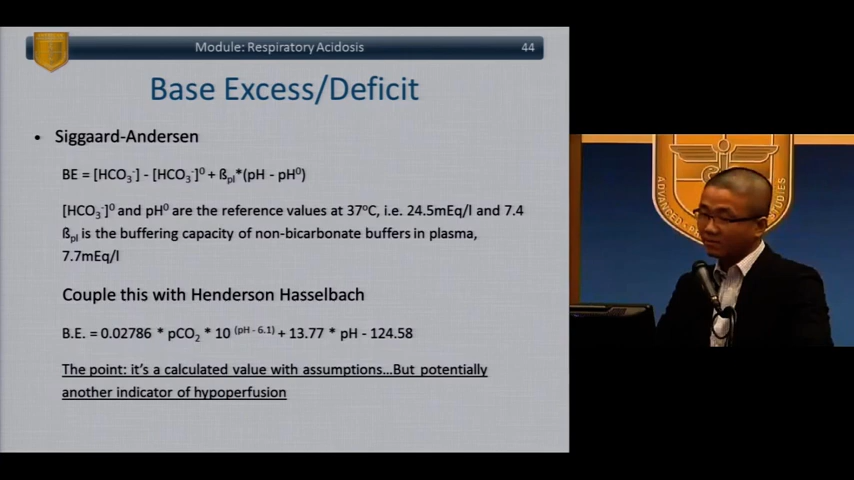 Module: Respiratory Acidosis 44
Base Excess/Deficit
• Siggaard-Andersen
BE = [HCO₃⁻] - [HCO₃⁻]⁰ + ßₚₗ*(pH - pH⁰)
[HCO₃⁻]⁰ and pH⁰ are the reference values at 37⁰C, i.e. 24.5mEq/l and 7.4
ßₚₗ is the buffering capacity of non-bicarbonate buffers in plasma,
7.7mEq/l
Couple this with Henderson Hasselbach
B.E. = 0.02786 * pCO₂ * 10 ^(pH - 6.1) + 13.77 * pH - 124.58
The point: it's a calculated value with assumptions...But potentially
another indicator of hypoperfusion
ADVANCED